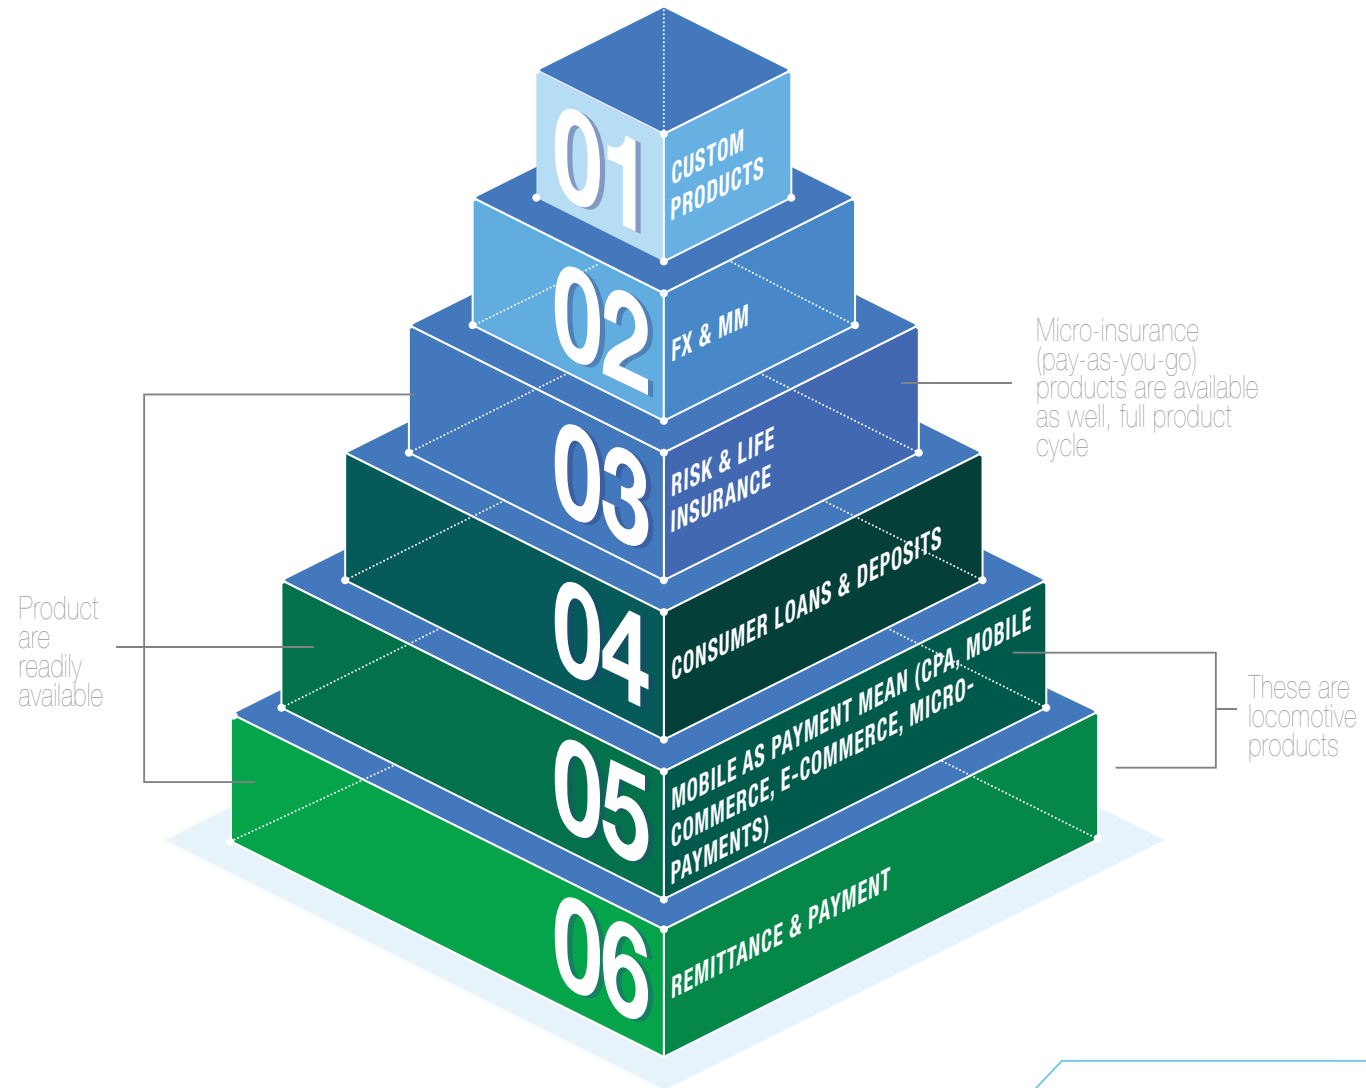 01
CUSTOM
PRODUCTS
02
FX & MM
Micro-insurance
(pay-as-you-go)
products are available
as well, full product
cycle
03
RISK & LIFE
INSURANCE
04
CONSUMER LOANS & DEPOSITS
Product
are
readily
available
05
MOBILE AS PAYMENT MEAN (CPA, MOBILE
COMMERCE, E-COMMERCE, MICRO-
PAYMENTS)
These are
locomotive
products
06
REMITTANCE & PAYMENT